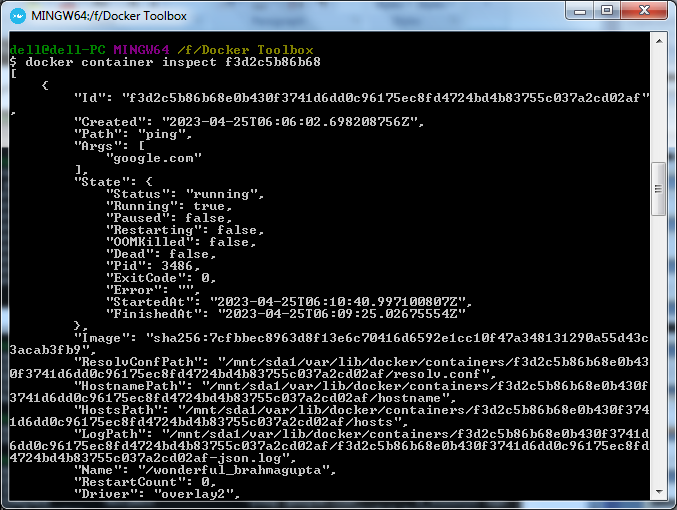 MINGW64:/f/Docker Toolbox
dell@dell-PC MINGW64 /f/Docker Toolbox
$ docker container inspect f3d2c5b86b68
[
    {
        "Id": "f3d2c5b86b68e0b430f3741d6dd0c96175ec8fd4724bd4b83755c037a2cd02af"
,
        "Created": "2023-04-25T06:06:02.698208756Z",
        "Path": "ping",
        "Args": [
            "google.com"
        ],
        "State": {
            "Status": "running",
            "Running": true,
            "Paused": false,
            "Restarting": false,
            "OOMKilled": false,
            "Dead": false,
            "Pid": 3486,
            "ExitCode": 0,
            "Error": "",
            "StartedAt": "2023-04-25T06:10:40.997100807Z",
            "FinishedAt": "2023-04-25T06:09:25.02675554Z"
        },
        "Image": "sha256:7cfbbec8963d8f13e6c70416d6592e1cc10f47a348131290a55d43c
3acab3fb9",
        "ResolvConfPath": "/mnt/sda1/var/lib/docker/containers/f3d2c5b86b68e0b43
0f3741d6dd0c96175ec8fd4724bd4b83755c037a2cd02af/resolv.conf",
        "HostnamePath": "/mnt/sda1/var/lib/docker/containers/f3d2c5b86b68e0b430f
3741d6dd0c96175ec8fd4724bd4b83755c037a2cd02af/hostname",
        "HostsPath": "/mnt/sda1/var/lib/docker/containers/f3d2c5b86b68e0b430f374
1d6dd0c96175ec8fd4724bd4b83755c037a2cd02af/hosts",
        "LogPath": "/mnt/sda1/var/lib/docker/containers/f3d2c5b86b68e0b430f3741d
6dd0c96175ec8fd4724bd4b83755c037a2cd02af/f3d2c5b86b68e0b430f3741d6dd0c96175ec8fd
4724bd4b83755c037a2cd02af-json.log",
        "Name": "/wonderful_brahmagupta",
        "RestartCount": 0,
        "Driver": "overlay2",